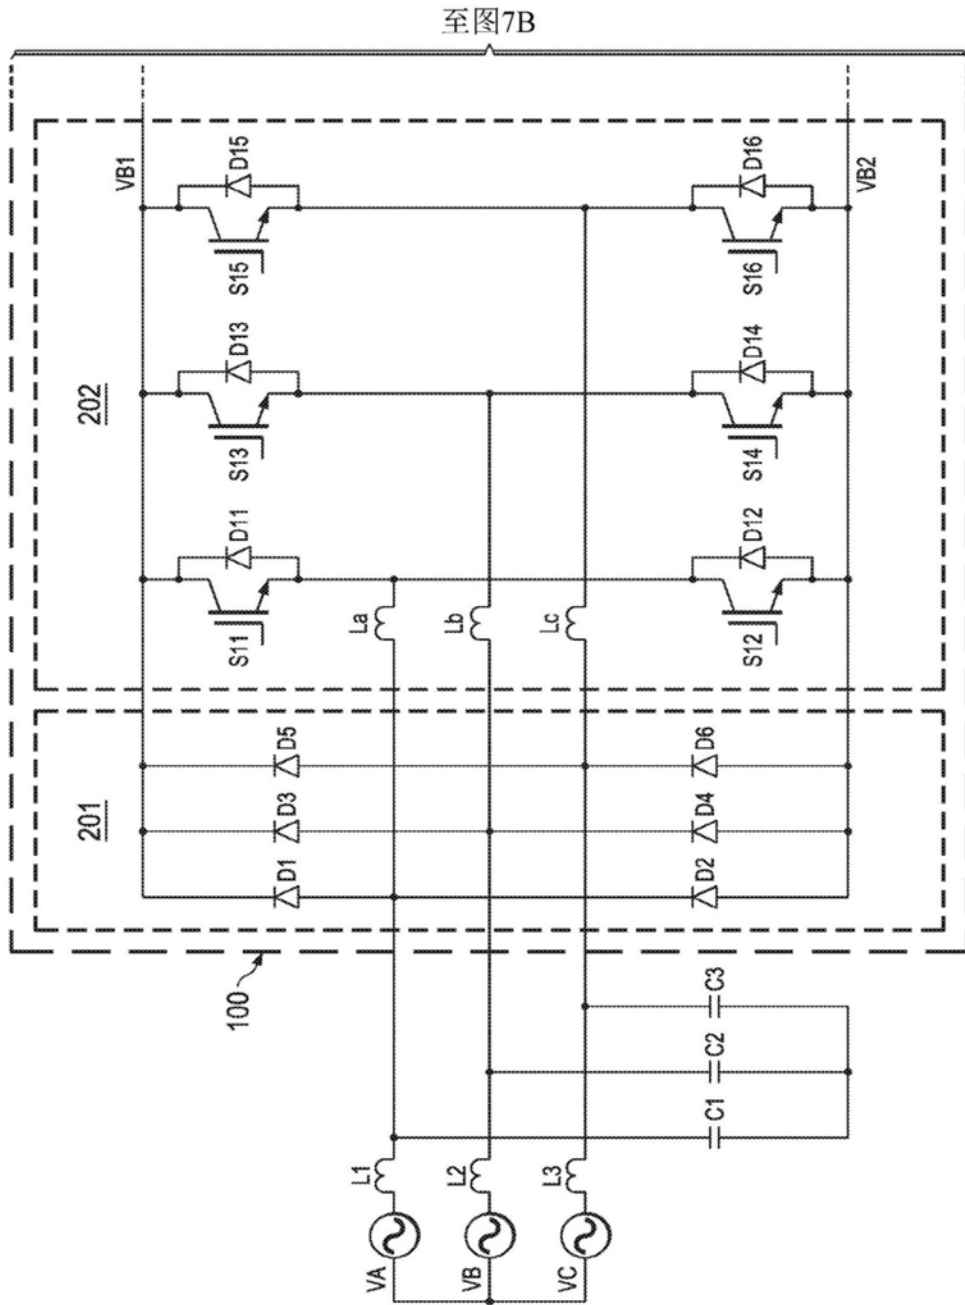 至图7B
VB1
D15
S15
D16
S16
VB2
202
D13
S13
D14
S14
D11
S11
D12
S12
La
Lb
Lc
201
D5
D3
D1
D6
D4
D2
100
C3
C2
C1
L1
L2
L3
VA
VB
VC